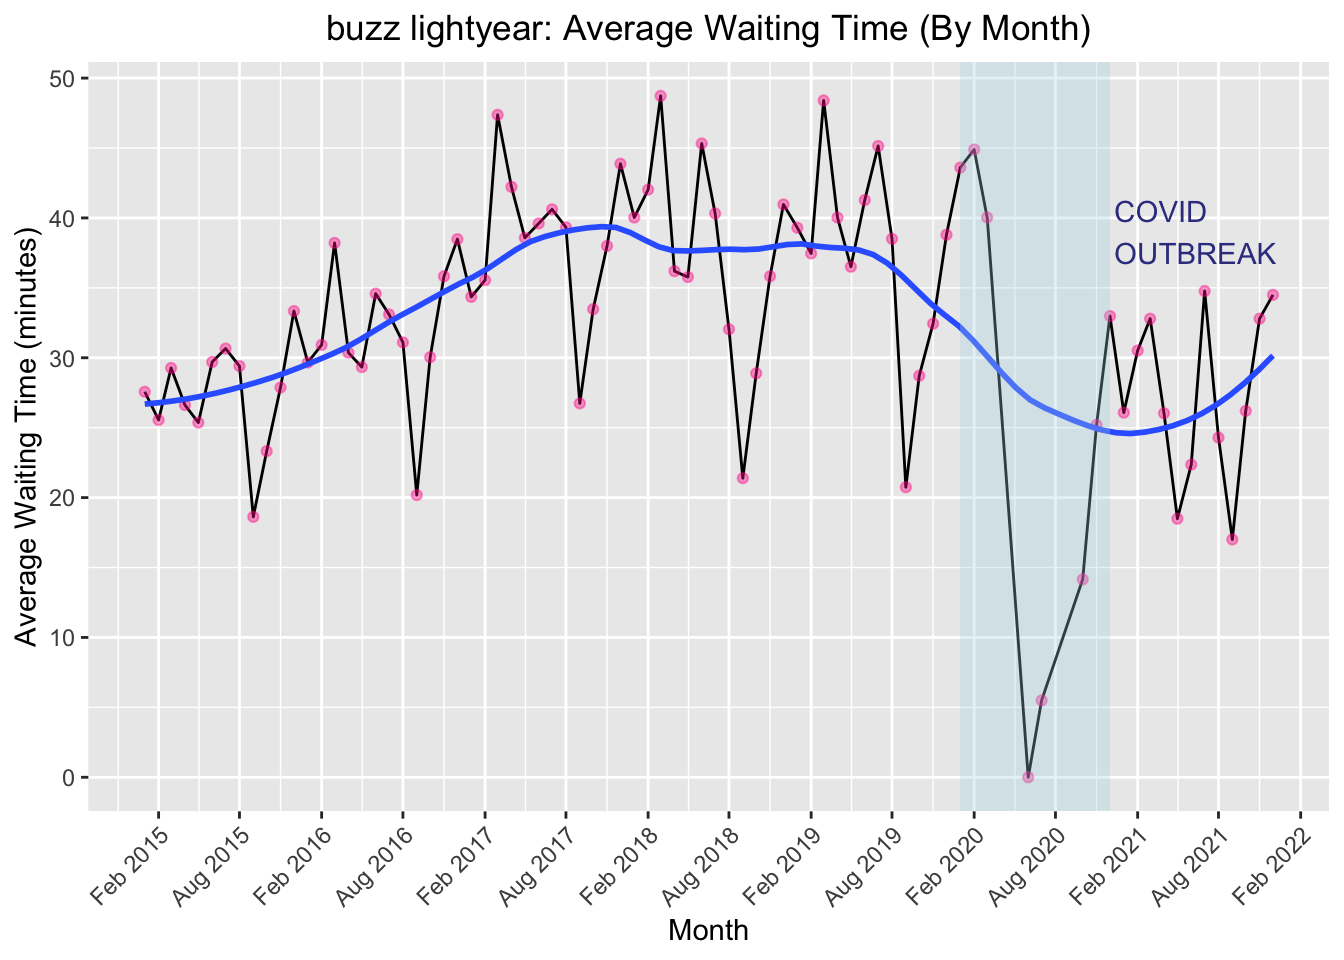 buzz lightyear: Average Waiting Time (By Month)
Average Waiting Time (minutes)
50
40
30
20
10
0
COVID
OUTBREAK
Feb 2015
Aug 2015
Feb 2016
Aug 2016
Feb 2017
Aug 2017
Feb 2018
Aug 2018
Feb 2019
Aug 2019
Feb 2020
Aug 2020
Feb 2021
Aug 2021
Feb 2022
Month